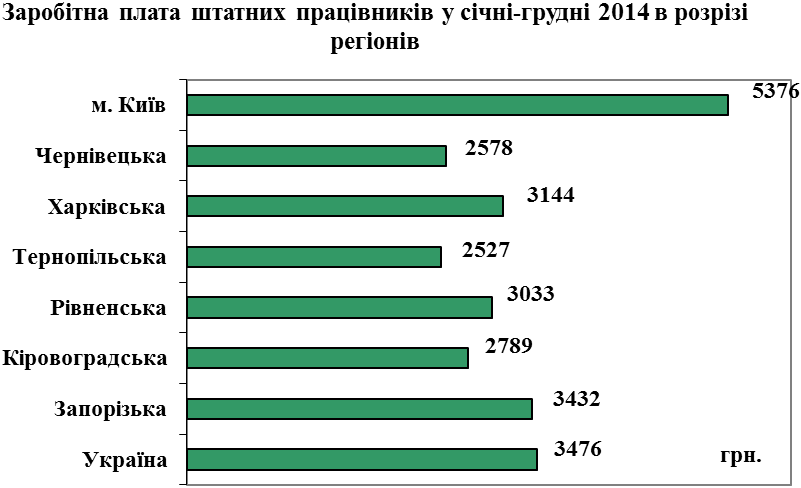 Заробітна плата штатних працівників у січні-грудні 2014 в розрізі
регіонів
м. Київ 5376
Чернівецька 2578
Харківська 3144
Тернопільська 2527
Рівненська 3033
Кіровоградська 2789
Запорізька 3432
Україна 3476 грн.